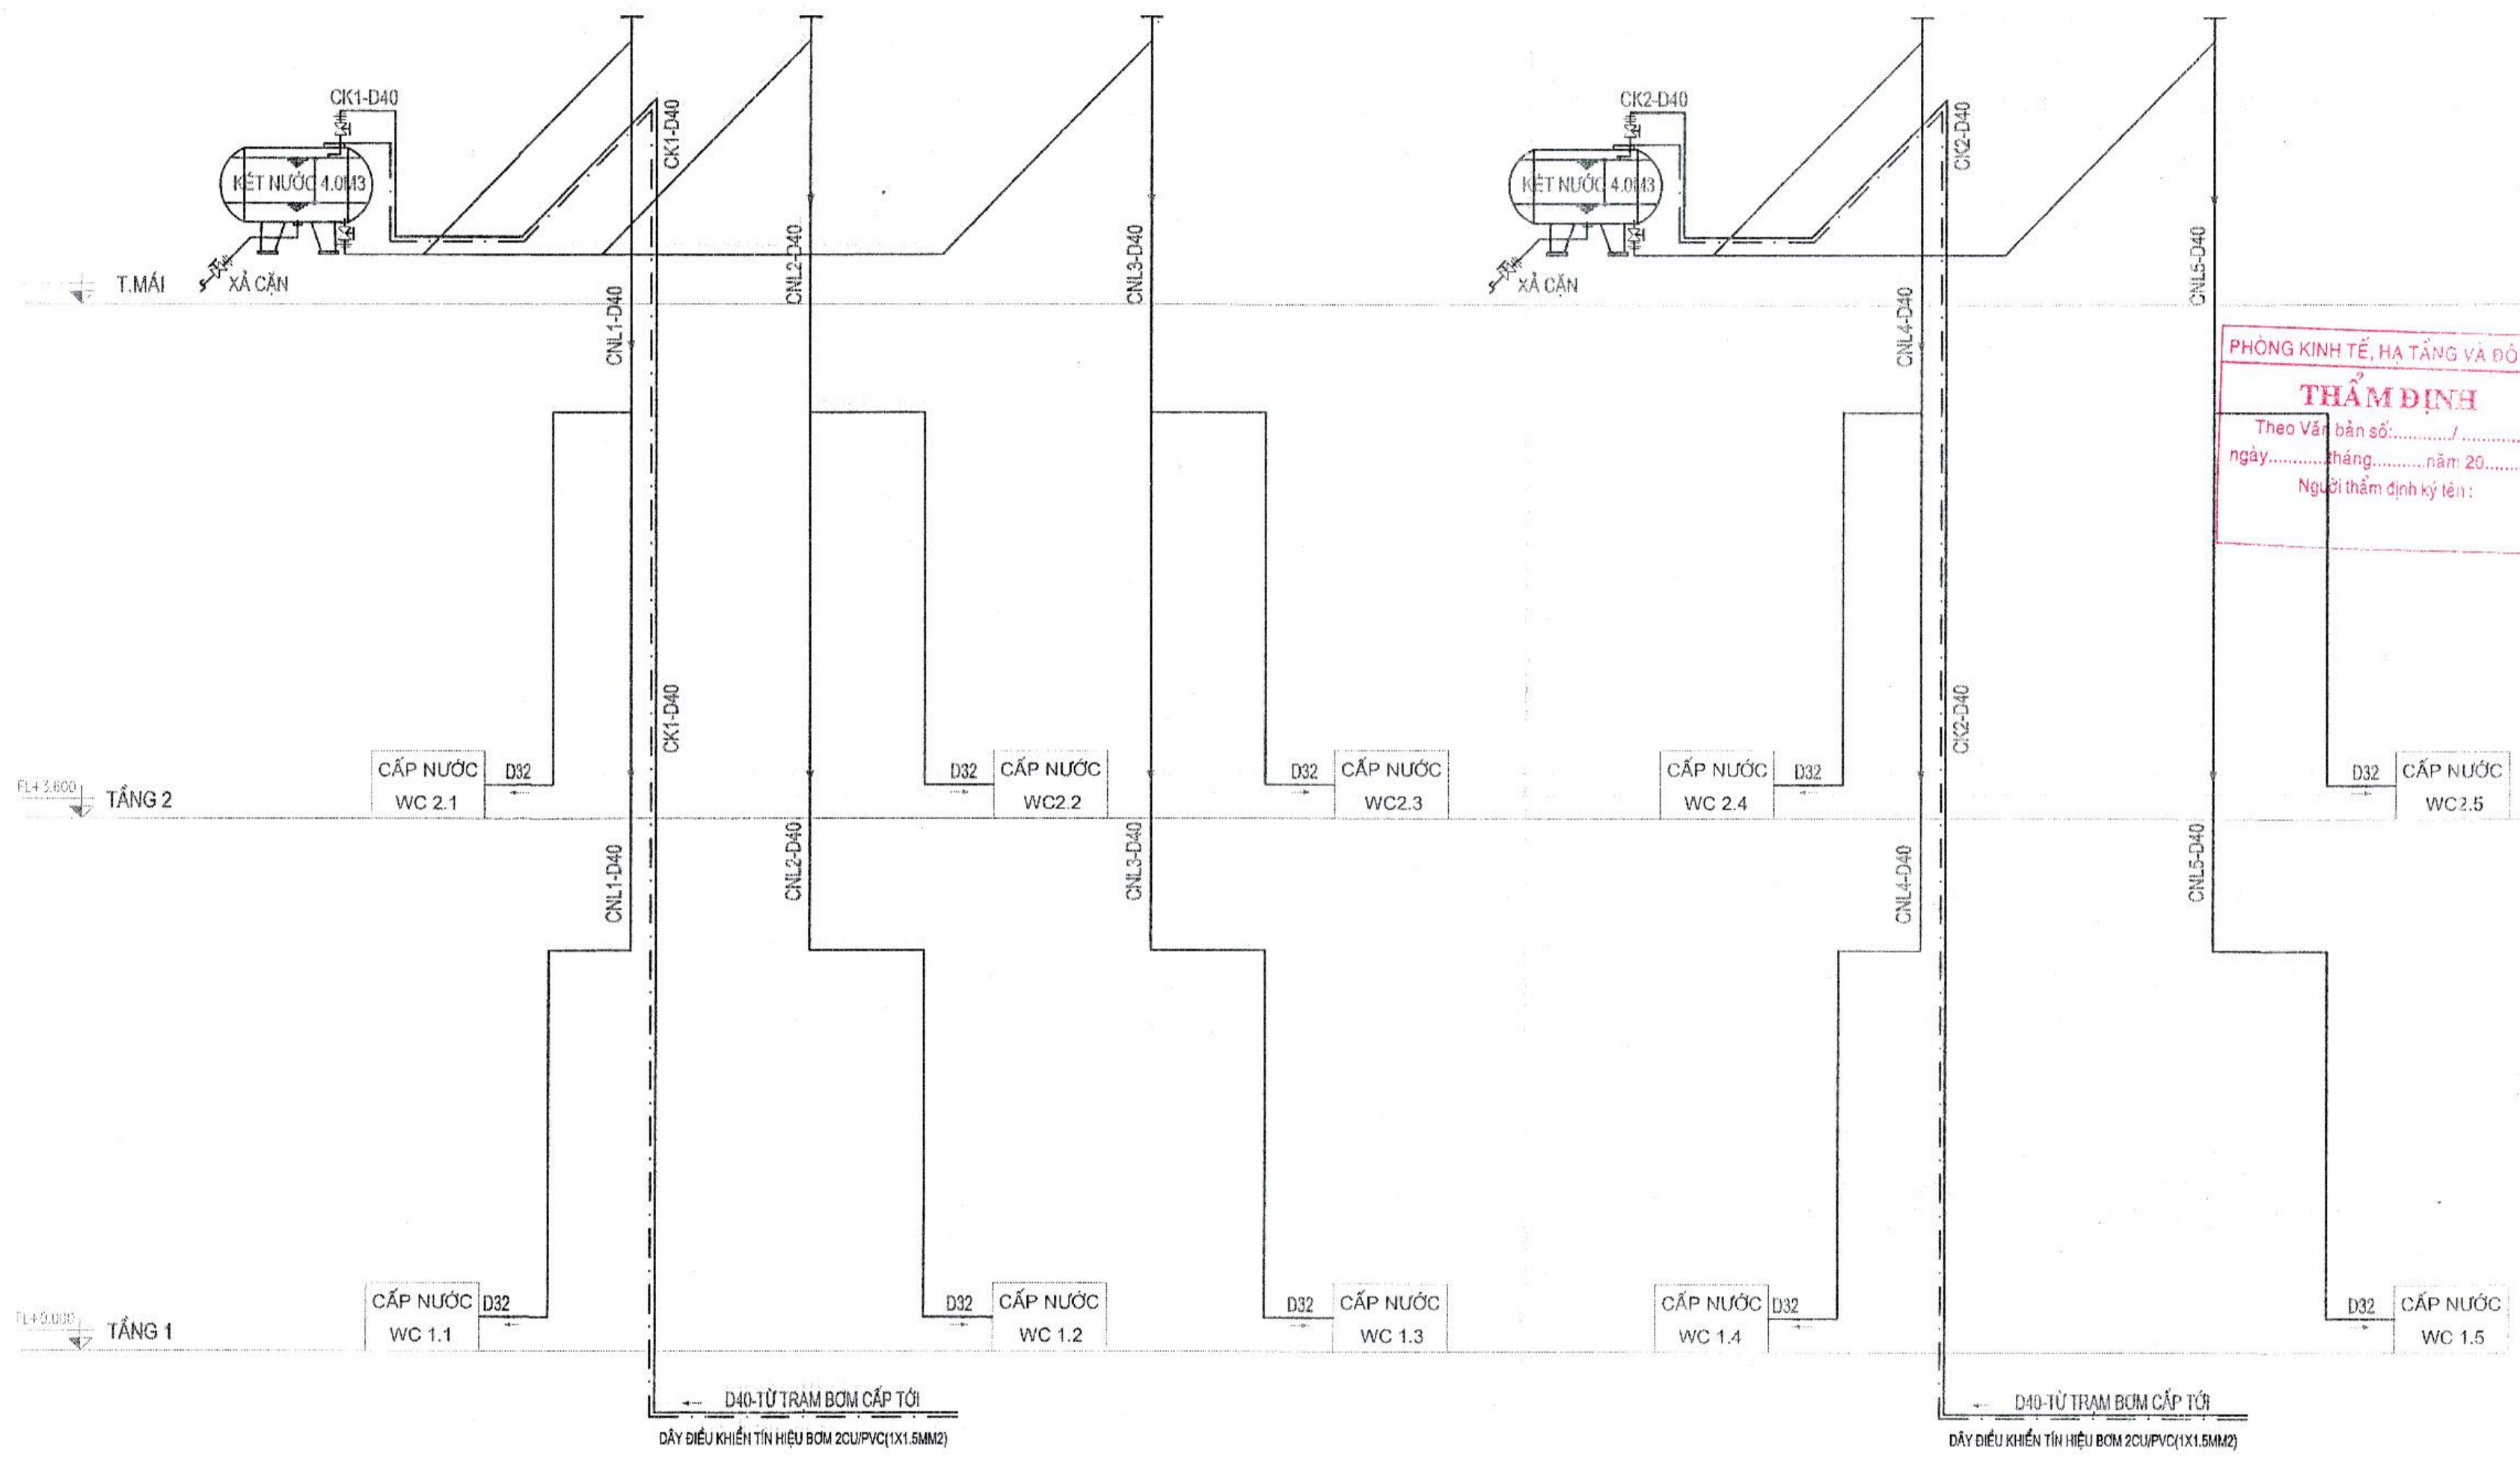 CK1-D40
CK2-D40
CK1-D40
CK2-D40
KÉT NƯỚC 4.0M3
KÉT NƯỚC 4.0M3
CNL2-D40
CNL3-D40
CNL5-D40
T.MÁI
XẢ CẶN
XẢ CẶN
CNL1-D40
CNL4-D40
PHÒNG KINH TẾ, HẠ TẦNG VÀ ĐÔ
THẨM ĐỊNH
Theo Văn bản số:.........../ ...........
ngày...........tháng...........năm 20.......
Người thẩm định ký tên :
CK1-D40
CK2-D40
CẤP NƯỚC
WC 2.1
D32
D32
CẤP NƯỚC
WC2.2
D32
CẤP NƯỚC
WC2.3
CẤP NƯỚC
WC 2.4
D32
D32
CẤP NƯỚC
WC2.5
FL+3.600
TẦNG 2
CNL1-D40
CNL2-D40
CNL3-D40
CNL4-D40
CNL5-D40
CẤP NƯỚC
WC 1.1
D32
D32
CẤP NƯỚC
WC 1.2
D32
CẤP NƯỚC
WC 1.3
CẤP NƯỚC
WC 1.4
D32
D32
CẤP NƯỚC
WC 1.5
FL+0.000
TẦNG 1
D40-TỪ TRẠM BƠM CẤP TỚI
D40-TỪ TRẠM BƠM CẤP TỚI
DÂY ĐIỀU KHIỂN TÍN HIỆU BƠM 2CU/PVC(1X1.5MM2)
DÂY ĐIỀU KHIỂN TÍN HIỆU BƠM 2CU/PVC(1X1.5MM2)